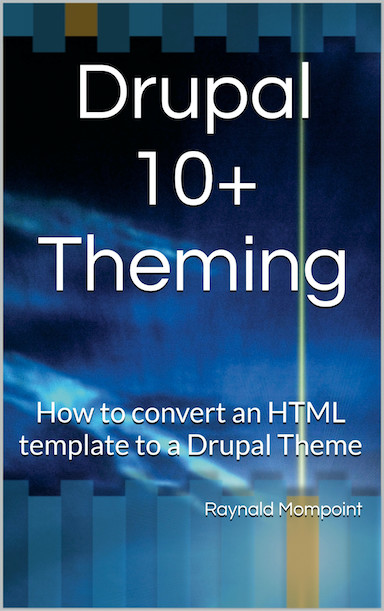 Drupal
10+
Theming
How to convert an HTML
template to a Drupal Theme
Raynald Mompoint